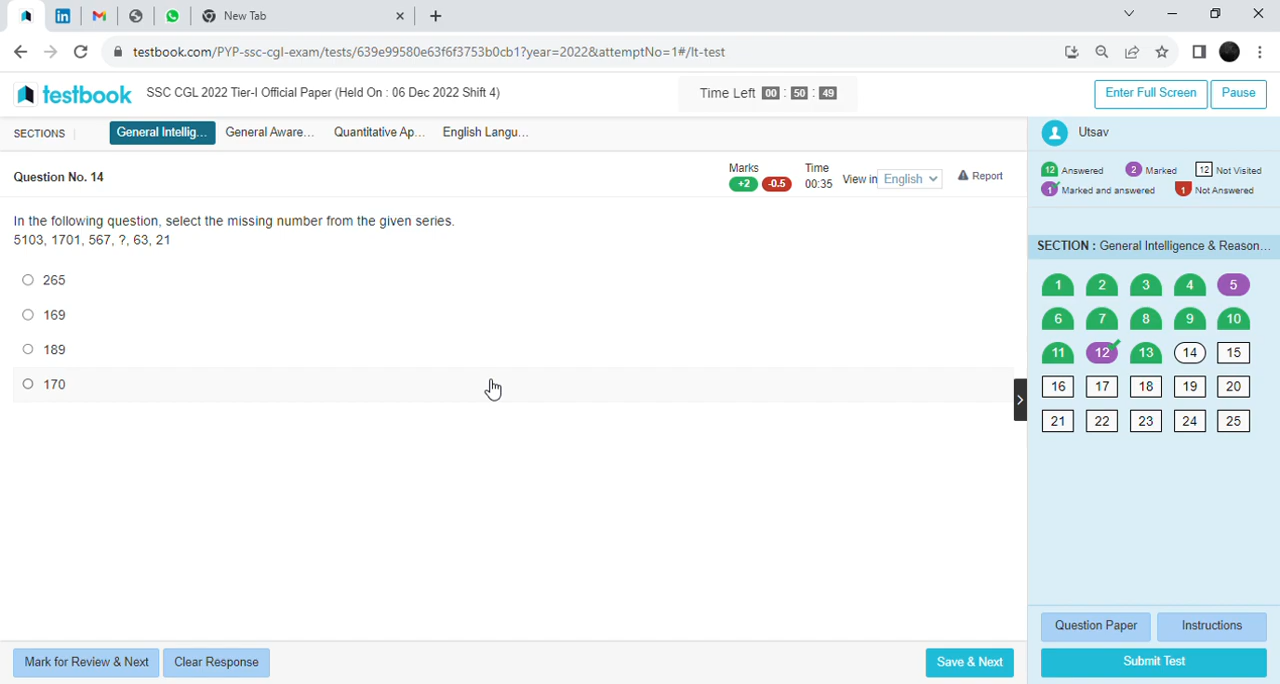 New Tab
testbook.com/PYP-ssc-cgl-exam/tests/639e99580e63f6f3753b0cb1?year=2022&attemptNo=1#/lt-test
testbook SSC CGL 2022 Tier-I Official Paper (Held On : 06 Dec 2022 Shift 4) Time Left 00 : 50 : 49 Enter Full Screen Pause
SECTIONS General Intellig... General Aware... Quantitative Ap... English Langu... Utsav
Question No. 14 Marks +2 -0.5 Time 00:35 View in English Report
12 Answered 2 Marked 12 Not Visited
1 Marked and answered 1 Not Answered
In the following question, select the missing number from the given series.
5103, 1701, 567, ?, 63, 21
265
169
189
170
SECTION : General Intelligence & Reason...
1 2 3 4 5
6 7 8 9 10
11 12 13 14 15
16 17 18 19 20
21 22 23 24 25
Question Paper Instructions
Mark for Review & Next Clear Response Save & Next Submit Test